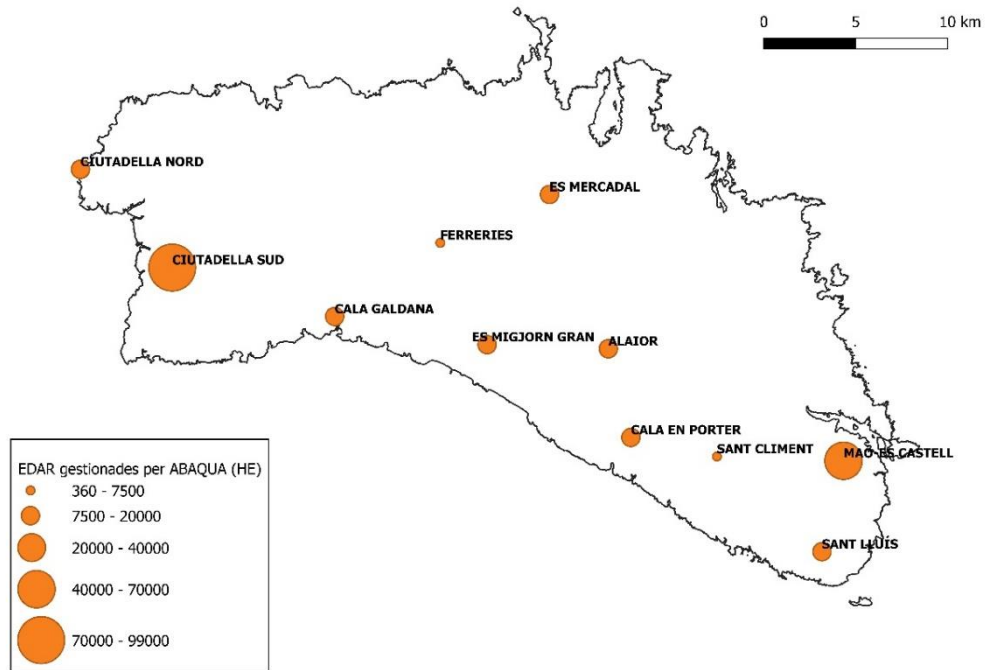 0 5 10 km
CIUTADELLA NORD
ES MERCADAL
FERRERIES
CIUTADELLA SUD
CALA GALDANA
ES MIGJORN GRAN
ALAIOR
CALA EN PORTER
SANT CLIMENT
MAÓ-ES CASTELL
SANT LLUÍS
EDAR gestionades per ABAQUA (HE)
360 - 7500
7500 - 20000
20000 - 40000
40000 - 70000
70000 - 99000